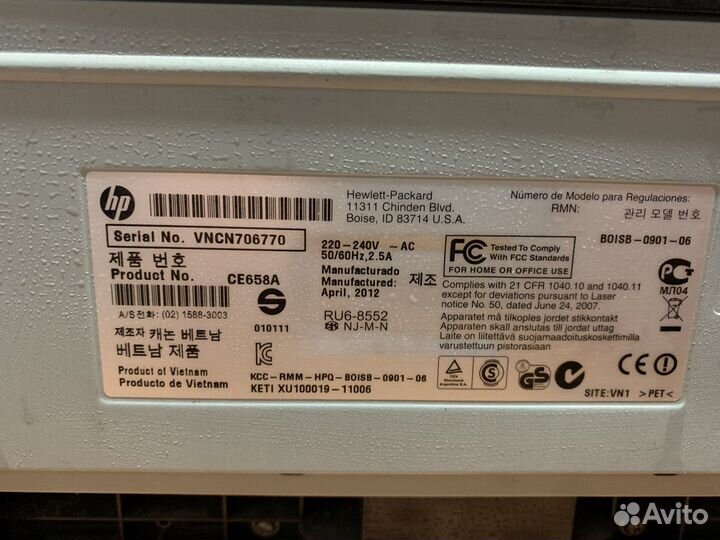 hp
Hewlett-Packard
11311 Chinden Blvd.
Boise, ID 83714 U.S.A.
Número de Modelo para Regulaciones:
RMN: 관리 모델 번호
BOISB-0901-06
Serial No. VNCN706770
제품 번호
Product No. CE658A
A/S 전화: (02) 1588-3003
제조자 캐논 베트남
베트남 제품
Product of Vietnam
Producto de Vietnam
010111
220-240V ~ AC
50/60Hz, 2.5A
Manufacturado
Manufactured: 제조
April, 2012
RU6-8552
NJ-M-N
KCC-RMM-HPQ-BOISB-0901-06
KETI XU100019-11006
FC Tested To Comply
With FCC Standards
FOR HOME OR OFFICE USE
Complies with 21 CFR 1040.10 and 1040.11
except for deviations pursuant to Laser
notice No. 50, dated June 24, 2007.
Apparatet må tilkoples jordet stikkontakt
Apparaten skall anslutas till jordat uttag
Laite on liitettävä suojamaadoituskoskettimilla
varustettuun pistorasiaan
МЛ04
TÜV
S
GS
CE
SITE:VN1 >PET<
Avito